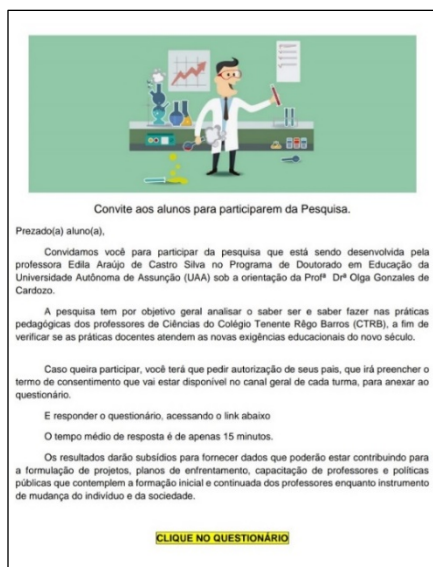 Convite aos alunos para participarem da Pesquisa.
Prezado(a) aluno(a),
Convidamos você para participar da pesquisa que está sendo desenvolvida pela
professora Edila Araújo de Castro Silva no Programa de Doutorado em Educação da
Universidade Autônoma de Assunção (UAA) sob a orientação da Profª Drª Olga Gonzales de
Cardozo.
A pesquisa tem por objetivo geral analisar o saber ser e saber fazer nas práticas
pedagógicas dos professores de Ciências do Colégio Tenente Rêgo Barros (CTRB), a fim de
verificar se as práticas docentes atendem as novas exigências educacionais do novo século.
Caso queira participar, você terá que pedir autorização de seus pais, que irá preencher o
termo de consentimento que vai estar disponível no canal geral de cada turma, para anexar ao
questionário.
E responder o questionário, acessando o link abaixo
O tempo médio de resposta é de apenas 15 minutos.
Os resultados darão subsídios para fornecer dados que poderão estar contribuindo para
a formulação de projetos, planos de enfrentamento, capacitação de professores e políticas
públicas que contemplem a formação inicial e continuada dos professores enquanto instrumento
de mudança do indivíduo e da sociedade.
CLIQUE NO QUESTIONÁRIO